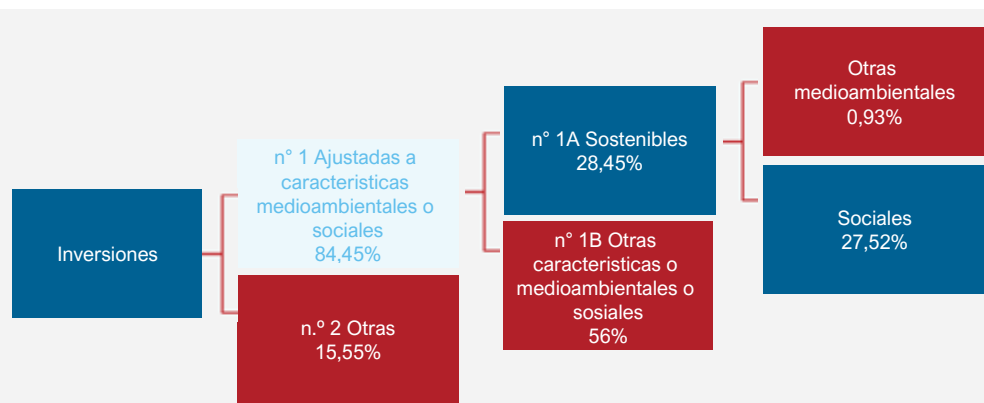 Inversiones
n° 1 Ajustadas a
caracteristicas
medioambientales o
sociales
84,45%
n.º 2 Otras
15,55%
n° 1A Sostenibles
28,45%
n° 1B Otras
caracteristicas o
medioambientales o
sosiales
56%
Otras
medioambientales
0,93%
Sociales
27,52%